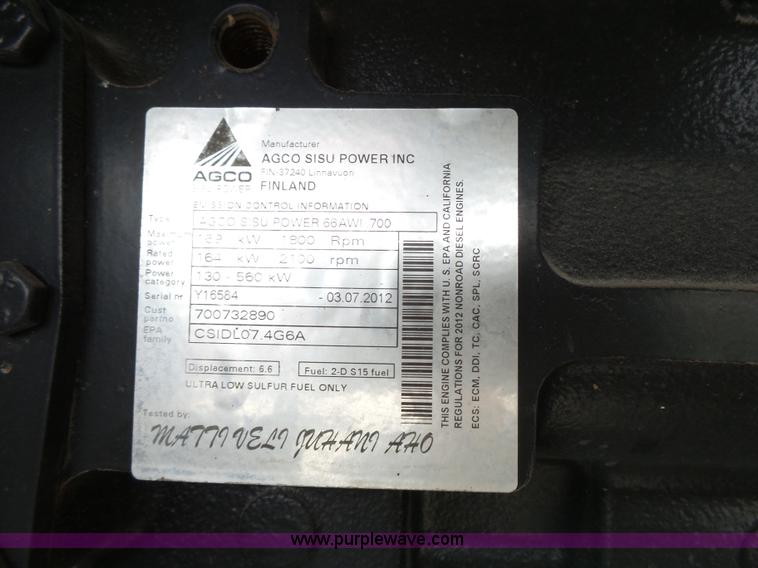 AGCO
SISU POWER
Manufacturer
AGCO SISU POWER INC
FIN-37240 Linnavuori
FINLAND
EMISSION CONTROL INFORMATION
Type AGCO SISU POWER 66AWI .700
Maximum power kW 1800 Rpm
Rated power 164 kW 2100 rpm
Power category 130 - 560 kW
Serial nr Y16584 - 03.07.2012
Cust partno 700732890
EPA family CSIDL07.4G6A
Displacement: 6.6 Fuel: 2-D S15 fuel
ULTRA LOW SULFUR FUEL ONLY
Tested by:
MATTI VELI JUHANI AHO
THIS ENGINE COMPLIES WITH U.S. EPA AND CALIFORNIA
REGULATIONS FOR 2012 NONROAD DIESEL ENGINES.
ECS: ECM, DDI, TC, CAC, SPL, SCRC
www.purplewave.com